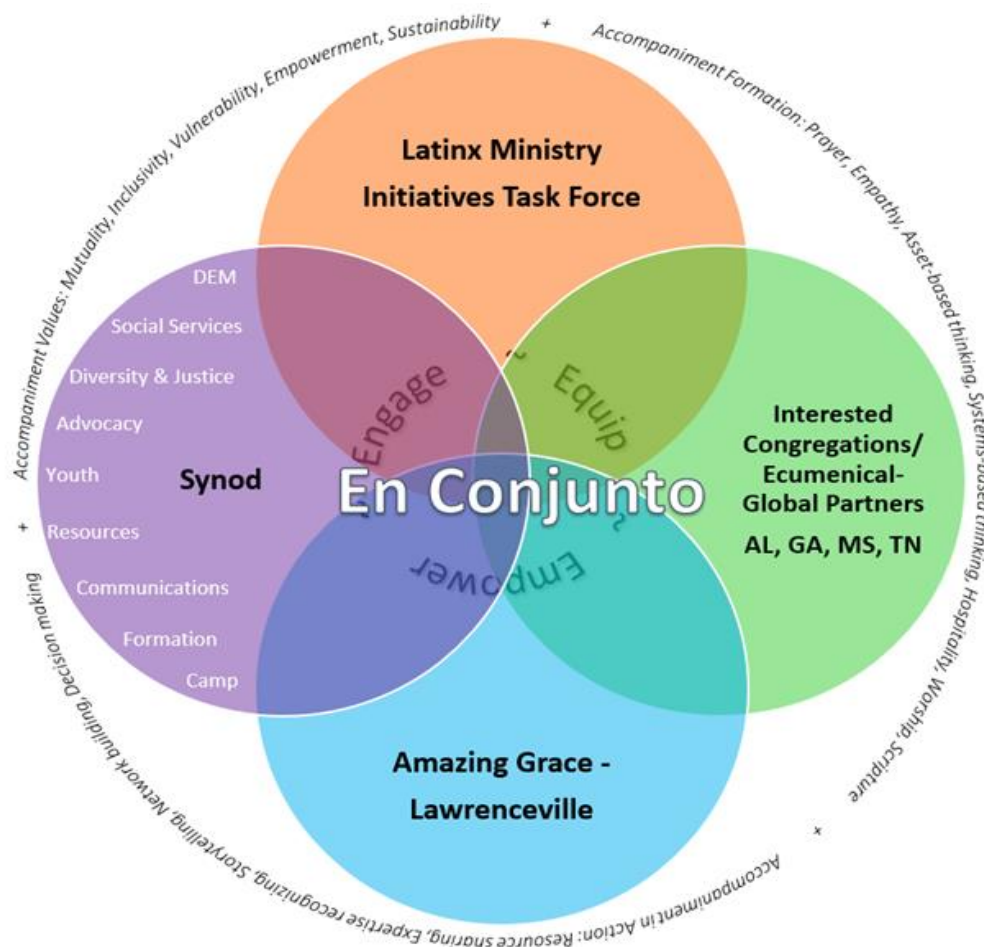 Accompaniment Values: Mutuality, Inclusivity, Vulnerability, Empowerment, Sustainability
+
Accompaniment Formation: Prayer, Empathy, Asset-based thinking, Systems-based thinking, Hospitality, Worship, Scripture
+
Accompaniment in Action: Resource sharing, Expertise recognizing, Storytelling, Network building, Decision making
+
Latinx Ministry
Initiatives Task Force
DEM
Social Services
Diversity & Justice
Advocacy
Youth
Resources
Communications
Formation
Camp
Synod
~ Engage ~ Equip ~ Empower
En Conjunto
Interested
Congregations/
Ecumenical-
Global Partners
AL, GA, MS, TN
Amazing Grace -
Lawrenceville